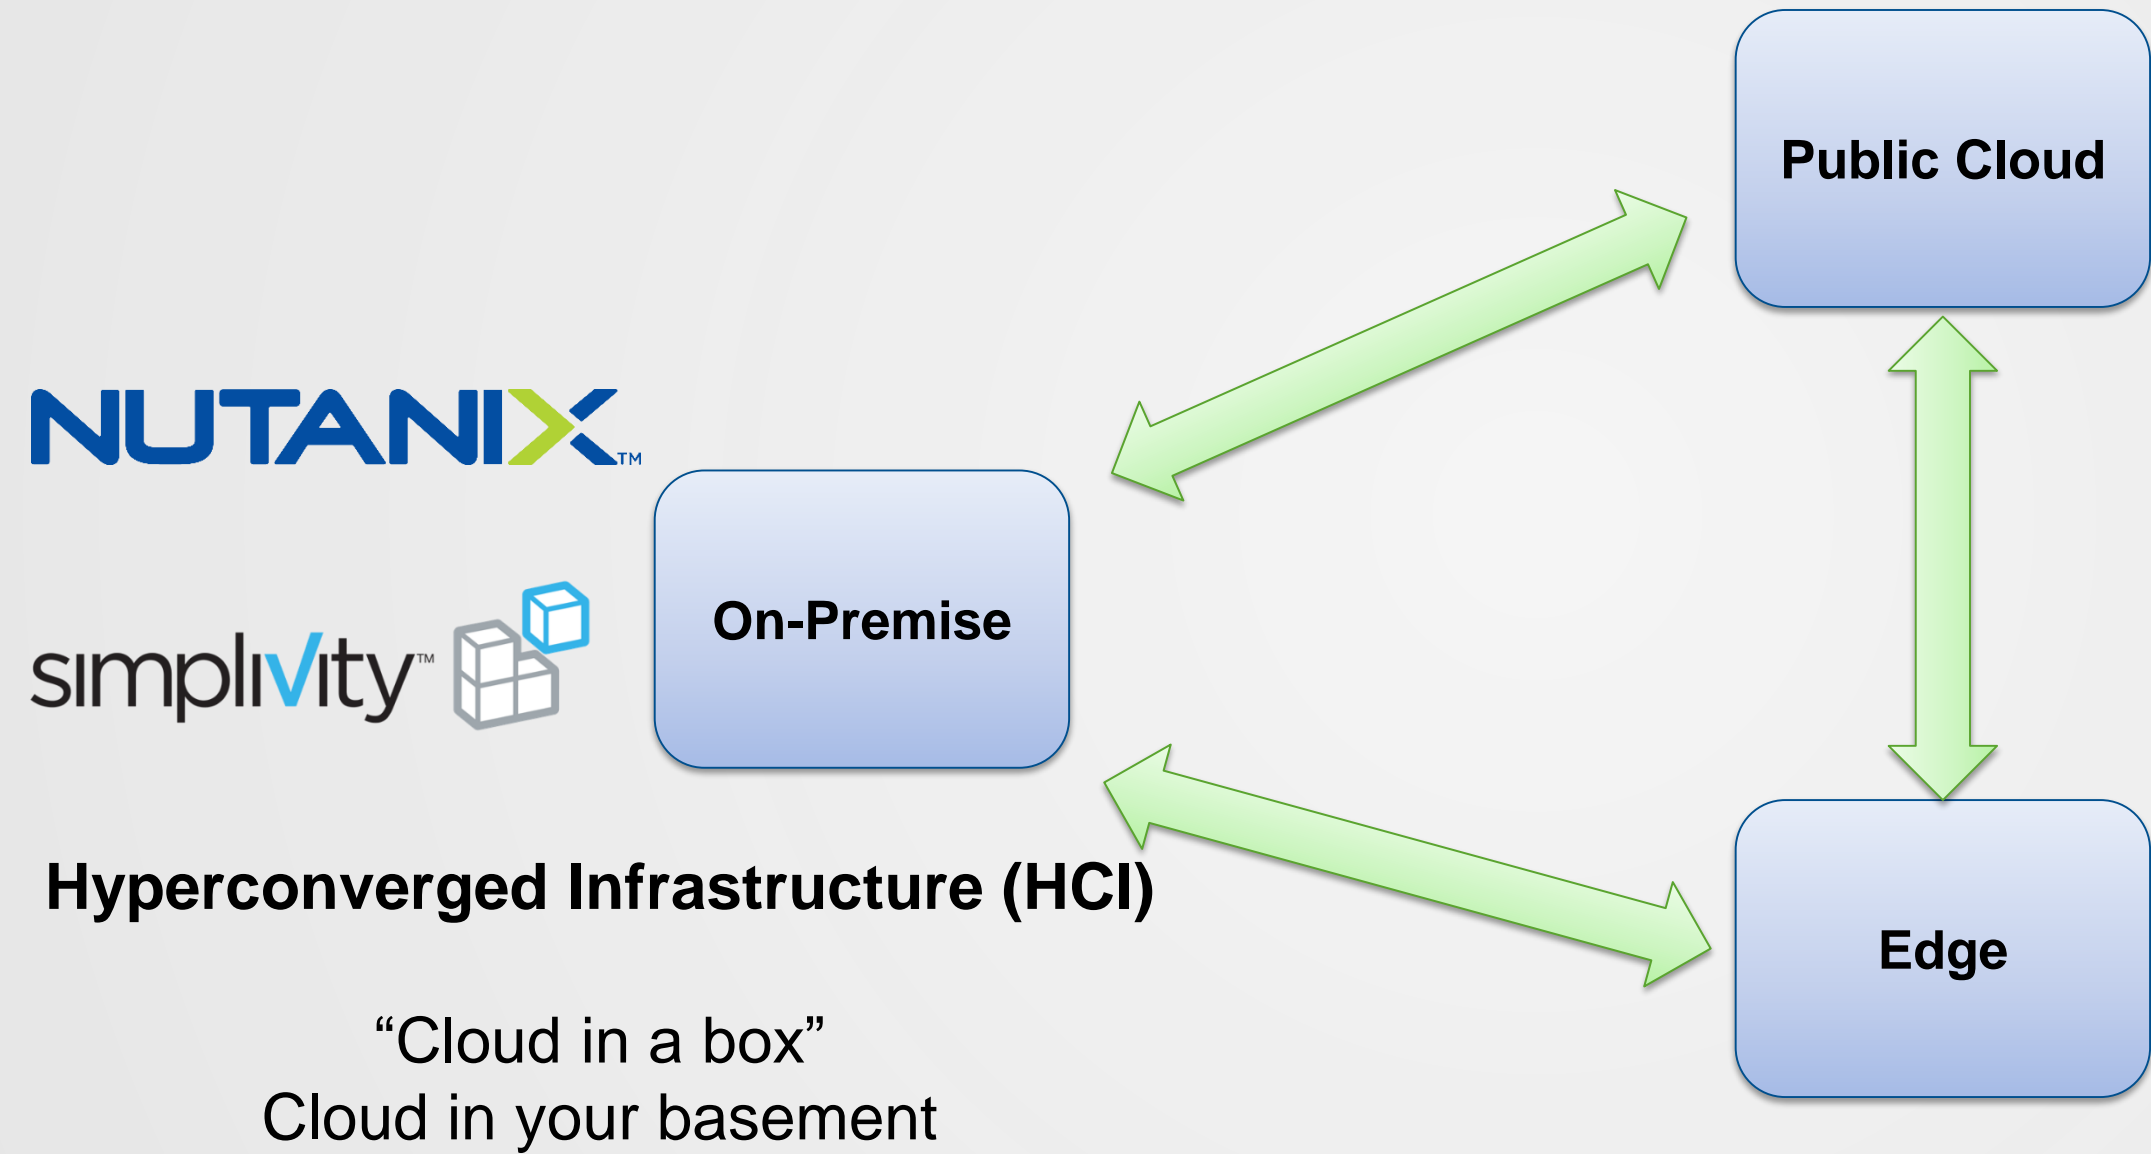 Public Cloud
NUTANIX™
simplivity™
On-Premise
Hyperconverged Infrastructure (HCI)
Edge
“Cloud in a box”
Cloud in your basement